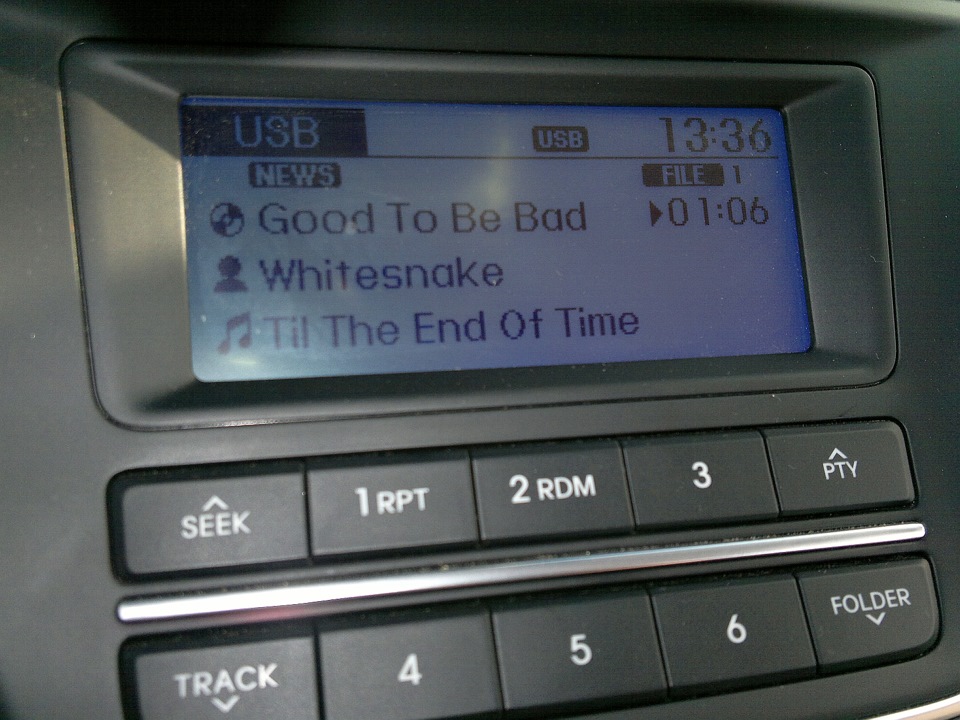 USB USB 13:36
NEWS FILE 1
Good To Be Bad 01:06
Whitesnake
Til The End Of Time
SEEK 1 RPT 2 RDM 3 PTY
TRACK 4 5 6 FOLDER